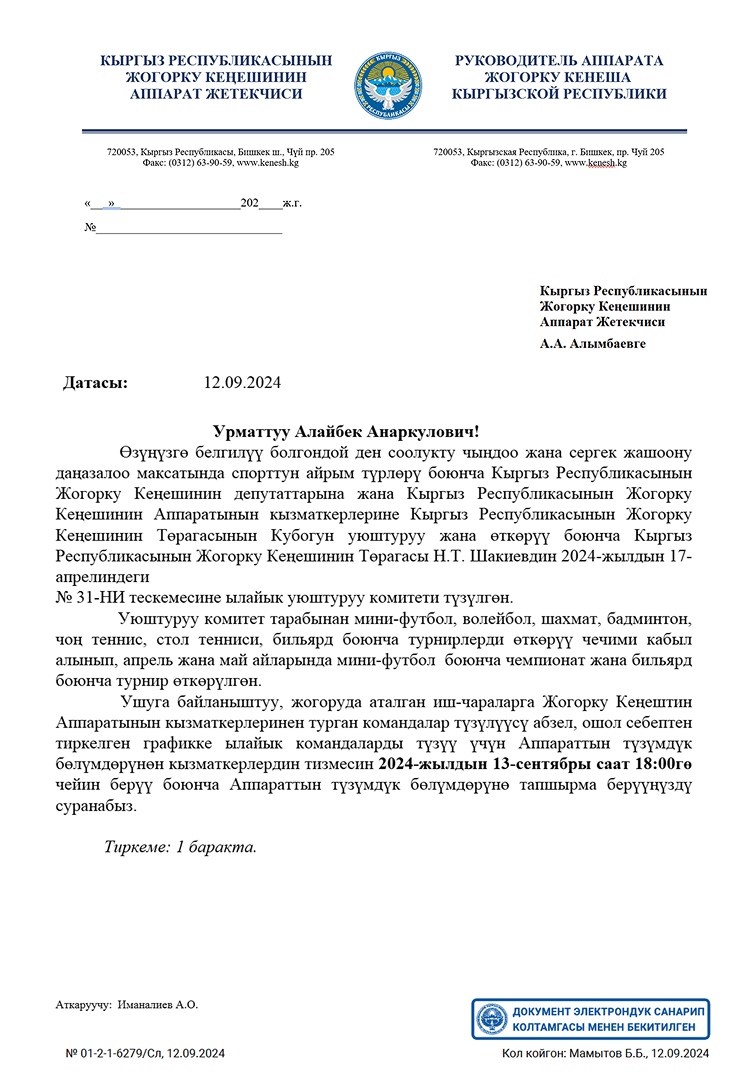 КЫРГЫЗ РЕСПУБЛИКАСЫНЫН
ЖОГОРКУ КЕҢЕШИНИН
АППАРАТ ЖЕТЕКЧИСИ
РУКОВОДИТЕЛЬ АППАРАТА
ЖОГОРКУ КЕНЕША
КЫРГЫЗСКОЙ РЕСПУБЛИКИ
720053, Кыргыз Республикасы, Бишкек ш., Чүй пр. 205
Факс: (0312) 63-90-59, www.kenesh.kg
720053, Кыргызская Республика, г. Бишкек, пр. Чуй 205
Факс: (0312) 63-90-59, www.kenesh.kg
«___»____________________202____ж.г.
№_______________________________
Кыргыз Республикасынын
Жогорку Кеңешинин
Аппарат Жетекчиси
А.А. Алымбаевге
Датасы: 12.09.2024
Урматтуу Алайбек Анаркулович!
Өзүңүзгө белгилүү болгондой ден соолукту чыңдоо жана сергек жашоону
даңазалоо максатында спорттун айрым түрлөрү боюнча Кыргыз Республикасынын
Жогорку Кеңешинин депутаттарына жана Кыргыз Республикасынын Жогорку
Кеңешинин Аппаратынын кызматкерлерине Кыргыз Республикасынын Жогорку
Кеңешинин Төрагасынын Кубогун уюштуруу жана өткөрүү боюнча Кыргыз
Республикасынын Жогорку Кеңешинин Төрагасы Н.Т. Шакиевдин 2024-жылдын 17-
апрелиндеги
№ 31-НИ тескемесине ылайык уюштуруу комитети түзүлгөн.
Уюштуруу комитет тарабынан мини-футбол, волейбол, шахмат, бадминтон,
чоң теннис, стол тенниси, бильярд боюнча турнирлерди өткөрүү чечими кабыл
алынып, апрель жана май айларында мини-футбол боюнча чемпионат жана бильярд
боюнча турнир өткөрүлгөн.
Ушуга байланыштуу, жогоруда аталган иш-чараларга Жогорку Кеңештин
Аппаратынын кызматкерлеринен турган командалар түзүлүүсү абзел, ошол себептен
тиркелген графикке ылайык командаларды түзүү үчүн Аппараттын түзүмдүк
бөлүмдөрүнөн кызматкерлердин тизмесин 2024-жылдын 13-сентябры саат 18:00гө
чейин берүү боюнча Аппараттын түзүмдүк бөлүмдөрүнө тапшырма берүүңүздү
суранабыз.
Тиркеме: 1 баракта.
Аткаруучу: Иманалиев А.О.
ДОКУМЕНТ ЭЛЕКТРОНДУК САНАРИП
КОЛТАМГАСЫ МЕНЕН БЕКИТИЛГЕН
№ 01-2-1-6279/Сл, 12.09.2024
Кол койгон: Мамытов Б.Б., 12.09.2024